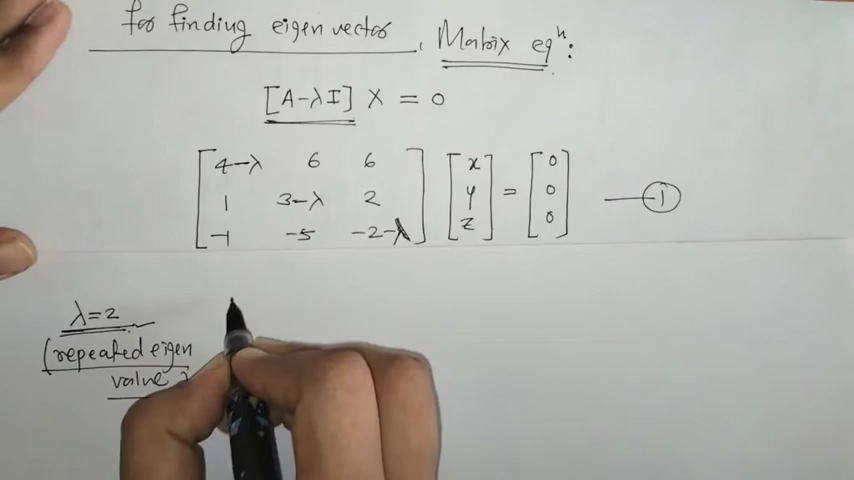 for finding eigen vector, Matrix eqn:
[A-λI] X = 0
[4-λ 6 6] [x] = [0]
[1 3-λ 2] [y] = [0] —①
[-1 -5 -2-λ] [z] = [0]
λ=2
(repeated eigen
value)